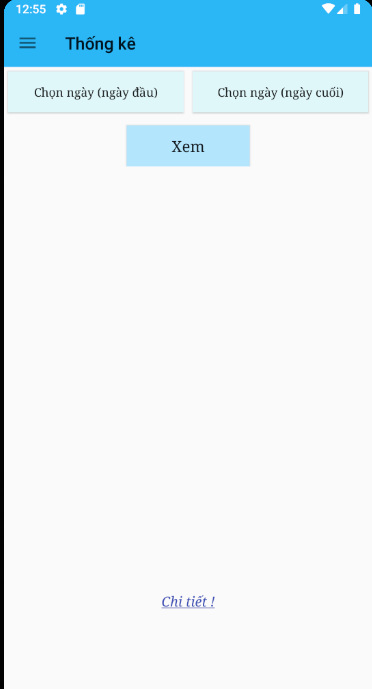 12:55
Thống kê
Chọn ngày (ngày đầu)
Chọn ngày (ngày cuối)
Xem
Chi tiết !